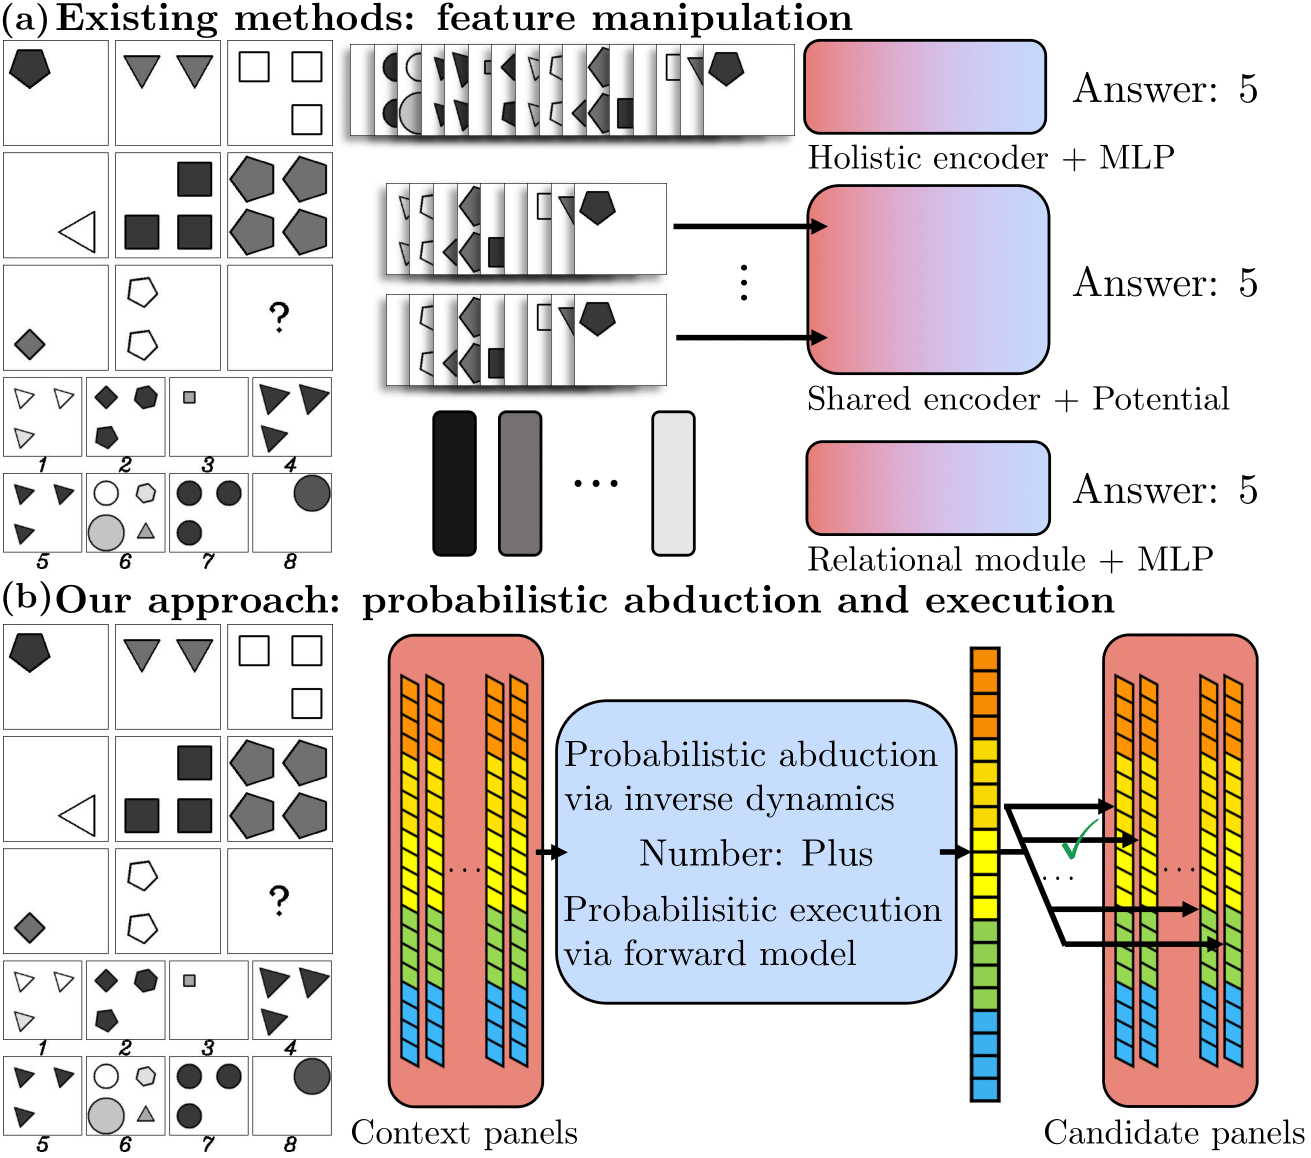 (a) Existing methods: feature manipulation
Answer: 5
Holistic encoder + MLP
?
Answer: 5
Shared encoder + Potential
1 2 3 4
Answer: 5
5 6 7 8
Relational module + MLP
(b) Our approach: probabilistic abduction and execution
Probabilistic abduction
via inverse dynamics
Number: Plus
Probabilisitic execution
via forward model
?
1 2 3 4
5 6 7 8
Context panels
Candidate panels